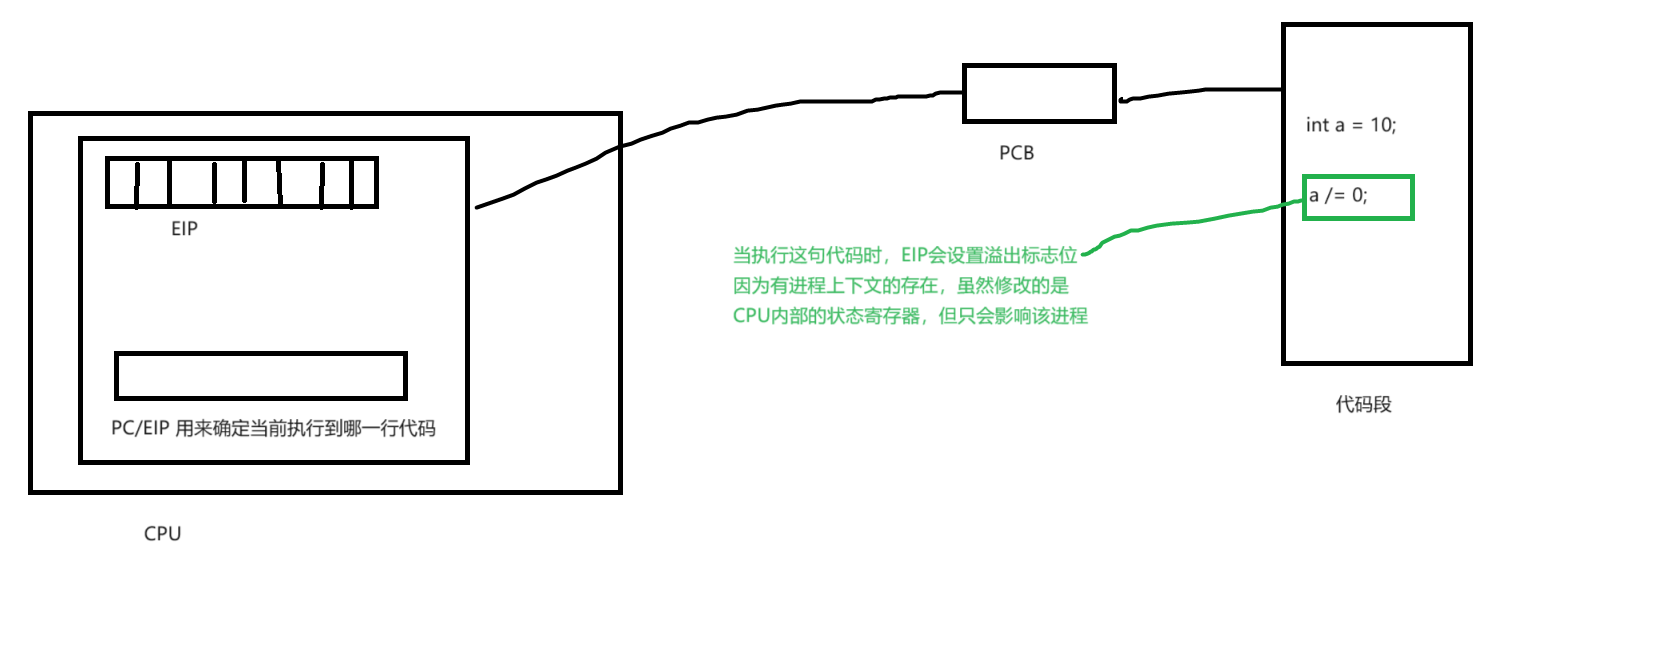 PCB
int a = 10;
a /= 0;
EIP
当执行这句代码时，EIP会设置溢出标志位
因为有进程上下文的存在，虽然修改的是
CPU内部的状态寄存器，但只会影响该进程
PC/EIP 用来确定当前执行到哪一行代码
代码段
CPU